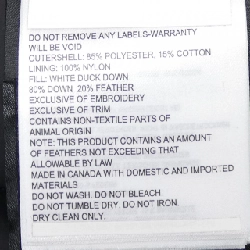 DO NOT REMOVE ANY LABELS-WARRANTY
WILL BE VOID
OUTERSHELL: 85% POLYESTER, 15% COTTON
LINING: 100% NYLON
FILL: WHITE DUCK DOWN
80% DOWN 20% FEATHER
EXCLUSIVE OF EMBROIDERY
EXCLUSIVE OF TRIM
CONTAINS NON-TEXTILE PARTS OF
ANIMAL ORIGIN
NOTE: THIS PRODUCT CONTAINS AN AMOUNT
OF FEATHERS NOT EXCEEDING THAT
ALLOWABLE BY LAW
MADE IN CANADA WITH DOMESTIC AND IMPORTED
MATERIALS
DO NOT WASH. DO NOT BLEACH.
DO NOT TUMBLE DRY. DO NOT IRON.
DRY CLEAN ONLY.